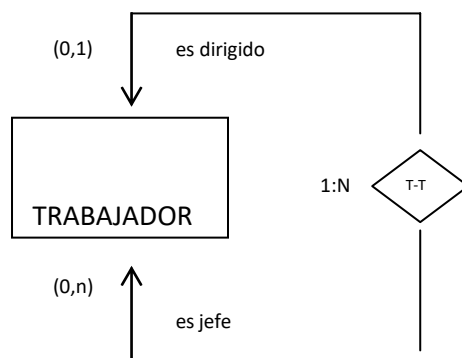 (0,1) es dirigido
1:N T-T
TRABAJADOR
(0,n)
es jefe